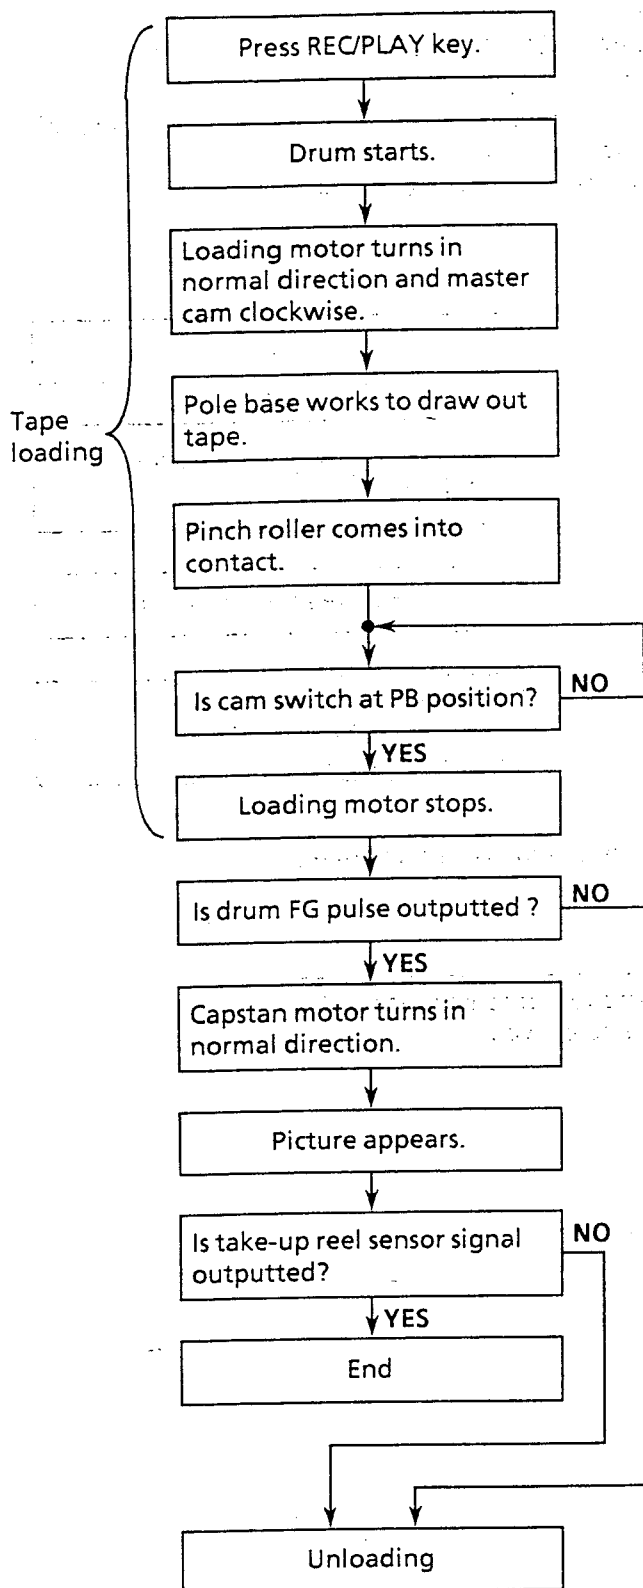 Press REC/PLAY key.
Drum starts.
Loading motor turns in
normal direction and master
cam clockwise.
Tape
loading
Pole base works to draw out
tape.
Pinch roller comes into
contact.
Is cam switch at PB position?
NO
YES
Loading motor stops.
Is drum FG pulse outputted ?
NO
YES
Capstan motor turns in
normal direction.
Picture appears.
Is take-up reel sensor signal
outputted?
NO
YES
End
Unloading